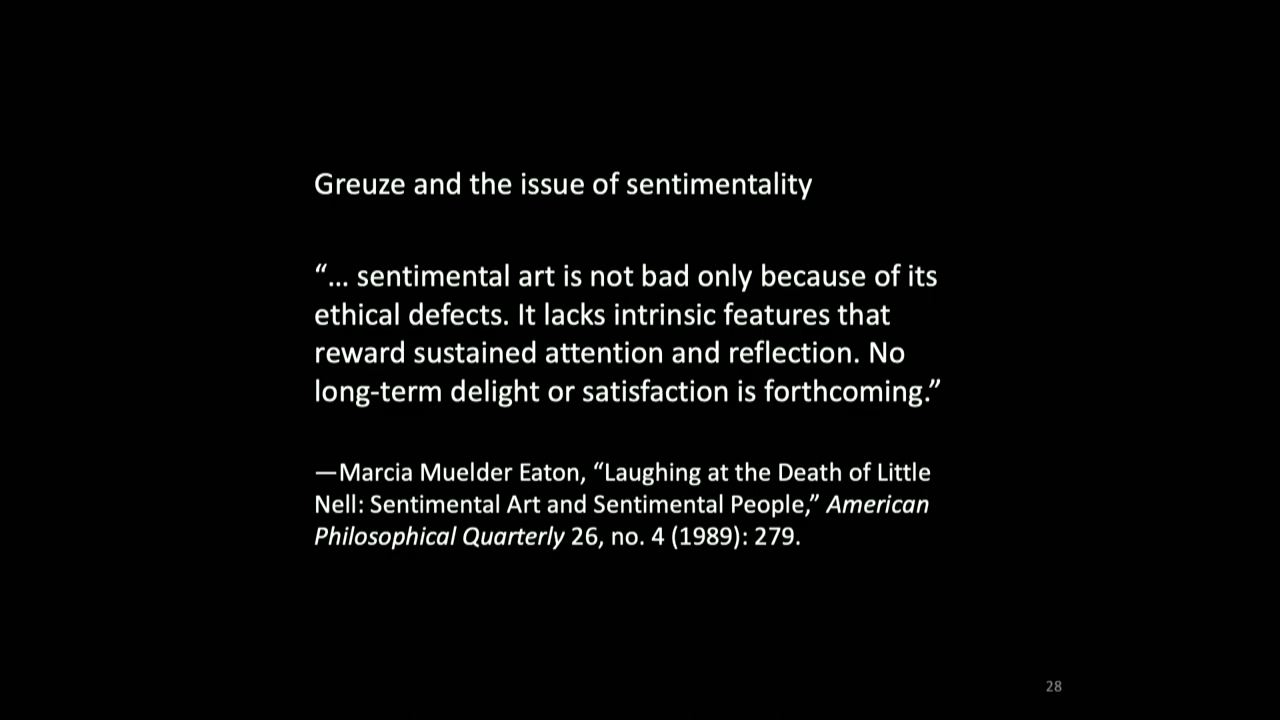 Greuze and the issue of sentimentality
“... sentimental art is not bad only because of its
ethical defects. It lacks intrinsic features that
reward sustained attention and reflection. No
long-term delight or satisfaction is forthcoming.”
—Marcia Muelder Eaton, “Laughing at the Death of Little
Nell: Sentimental Art and Sentimental People,” American
Philosophical Quarterly 26, no. 4 (1989): 279.
28